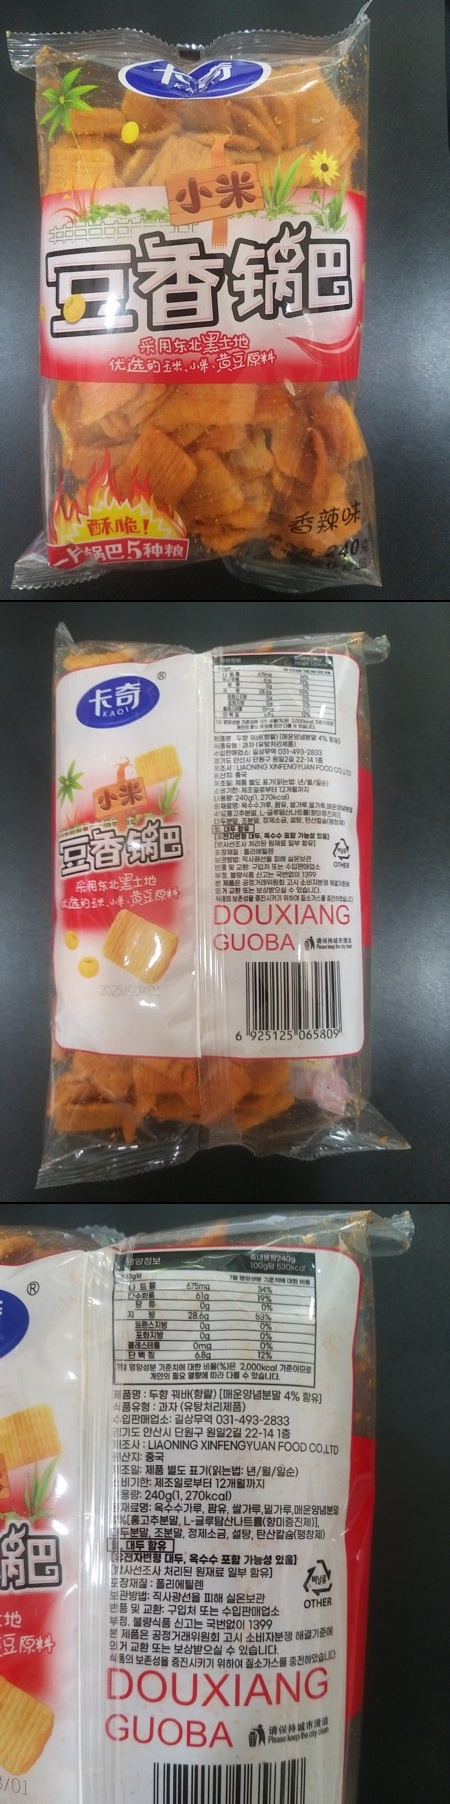 卡奇
小米
豆香锅巴
采用东北黑土地
优选的玉米、小米、黄豆原料
酥脆!
锅巴5种粮
香辣味
240克
卡奇
®
KAQI
小米
豆香锅巴
采用东北黑土地
优选的玉米、小米、黄豆原料
DOUXIANG
GUOBA
请保持城市清洁
Please keep the city clean
OTHER
6 925125 065809
®
영양정보
총내용량240g
100g당 530kcal
1일 영양성분 기준치에 대한 비율
나트륨 675mg 34%
탄수화물 61g 19%
당류 0g 0%
지방 28.6g 53%
트랜스지방 0g
포화지방 0g 0%
콜레스테롤 0mg 0%
단백질 6.8g 12%
1일 영양성분 기준치에 대한 비율(%)은 2,000kcal 기준이므로
개인의 필요 열량에 따라 다를 수 있습니다.
제품명 : 두향 꿔바(향랄) [매운양념분말 4% 함유]
식품유형 : 과자 (유탕처리제품)
수입판매업소: 길상무역 031-493-2833
경기도 안산시 단원구 원일2길 22-14 1층
제조사 : LIAONING XINFENGYUAN FOOD CO.,LTD
원산지: 중국
제조일: 제품 별도 표기(읽는법: 년/월/일순)
소비기한: 제조일로부터 12개월까지
내용량: 240g(1, 270kcal)
원재료명: 옥수수가루, 팜유, 쌀가루, 밀가루, 매운양념분말
4%[홍고추분말, L-글루탐산나트륨(향미증진제)],
대두분말, 조분말, 정제소금, 설탕, 탄산칼슘(팽창제)
밀, 대두 함유
[유전자변형 대두, 옥수수 포함 가능성 있음]
[방사선조사 처리된 원재료 일부 함유]
포장재질 : 폴리에틸렌
보관방법: 직사광선을 피해 실온보관
반품 및 교환: 구입처 또는 수입판매업소
부정, 불량식품 신고는 국번없이 1399
본 제품은 공정거래위원회 고시 소비자분쟁 해결기준에
의거 교환 또는 보상받으실 수 있습니다.
식품의 보존성을 증진시키기 위하여 질소가스를 충전하였습니다
OTHER
DOUXIANG
GUOBA
请保持城市清洁
Please keep the city clean